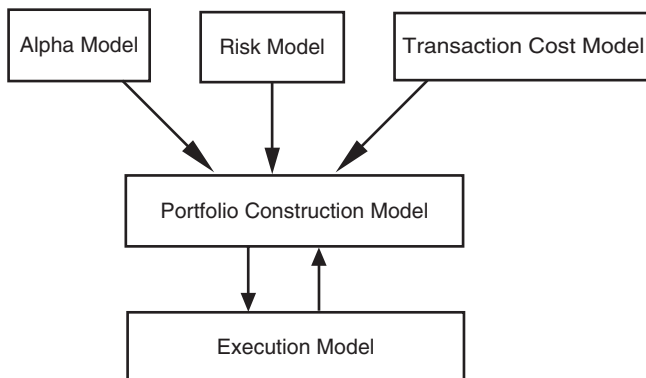 Alpha Model
Risk Model
Transaction Cost Model
Portfolio Construction Model
Execution Model